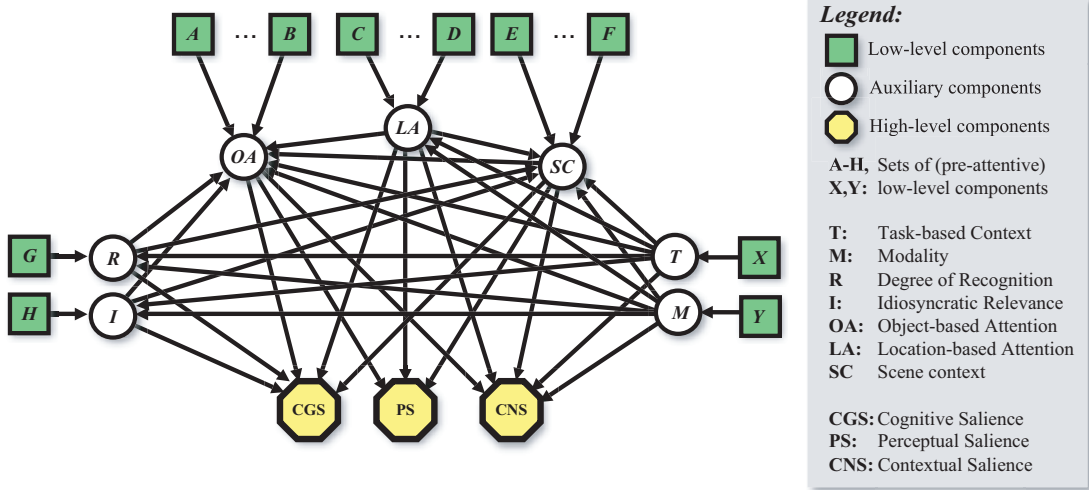 A ... B C ... D E ... F
LA
OA
SC
G R T X
H I M Y
CGS PS CNS
Legend:
Low-level components
Auxiliary components
High-level components
A-H, Sets of (pre-attentive)
X,Y: low-level components
T: Task-based Context
M: Modality
R Degree of Recognition
I: Idiosyncratic Relevance
OA: Object-based Attention
LA: Location-based Attention
SC Scene context
CGS: Cognitive Salience
PS: Perceptual Salience
CNS: Contextual Salience